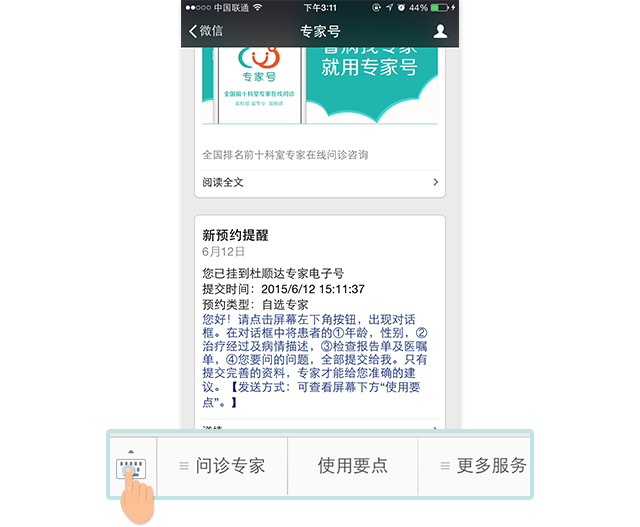 中国联通 下午3:11 44%
微信 专家号
看病找专家
就用专家号
专家号
全国前十科室专家在线问诊
全国排名前十科室专家在线问诊咨询
阅读全文
新预约提醒
6月12日
您已挂到杜顺达专家电子号
提交时间：2015/6/12 15:11:37
预约类型：自选专家
您好！请点击屏幕左下角按钮，出现对话
框。在对话框中将患者的①年龄，性别，②
治疗经过及病情描述，③检查报告单及医嘱
单，④您要问的问题，全部提交给我。只有
提交完善的资料，专家才能给您准确的建
议。【发送方式：可查看屏幕下方“使用要
点”。】
详情
问诊专家 使用要点 更多服务